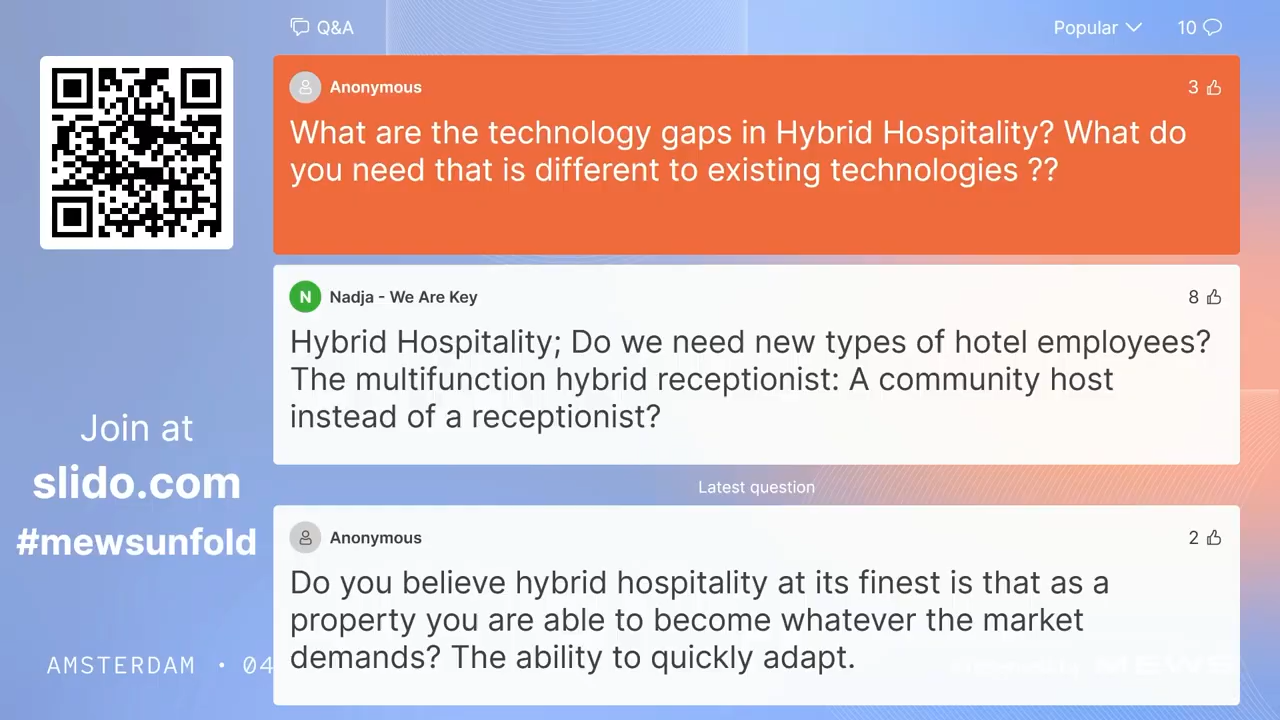 Q&A
Popular
10
Anonymous
3
What are the technology gaps in Hybrid Hospitality? What do
you need that is different to existing technologies ??
N
Nadja - We Are Key
8
Hybrid Hospitality; Do we need new types of hotel employees?
The multifunction hybrid receptionist: A community host
instead of a receptionist?
Join at
slido.com
#mewsunfold
Latest question
Anonymous
2
Do you believe hybrid hospitality at its finest is that as a
property you are able to become whatever the market
demands? The ability to quickly adapt.
AMSTERDAM • 04
MEWS